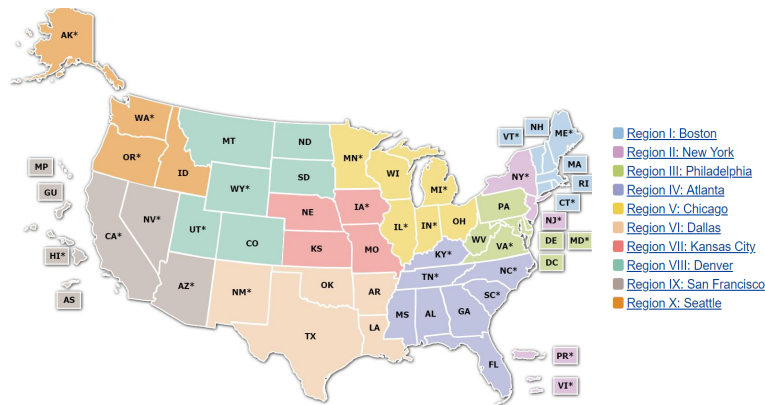 AK*
WA*
OR*
ID
MT
ND
SD
WY*
UT*
CO
MN*
WI
MI*
IL*
IN*
OH
NE
IA*
KS
MO
CA*
NV*
AZ*
NM*
OK
TX
AR
LA
KY*
TN*
NC*
SC*
MS
AL
GA
FL
PA
WV
VA*
NY*
ME*
NH
VT*
MA
RI
CT*
NJ*
DE
MD*
DC
PR*
VI*
MP
GU
HI*
AS
Region I: Boston
Region II: New York
Region III: Philadelphia
Region IV: Atlanta
Region V: Chicago
Region VI: Dallas
Region VII: Kansas City
Region VIII: Denver
Region IX: San Francisco
Region X: Seattle